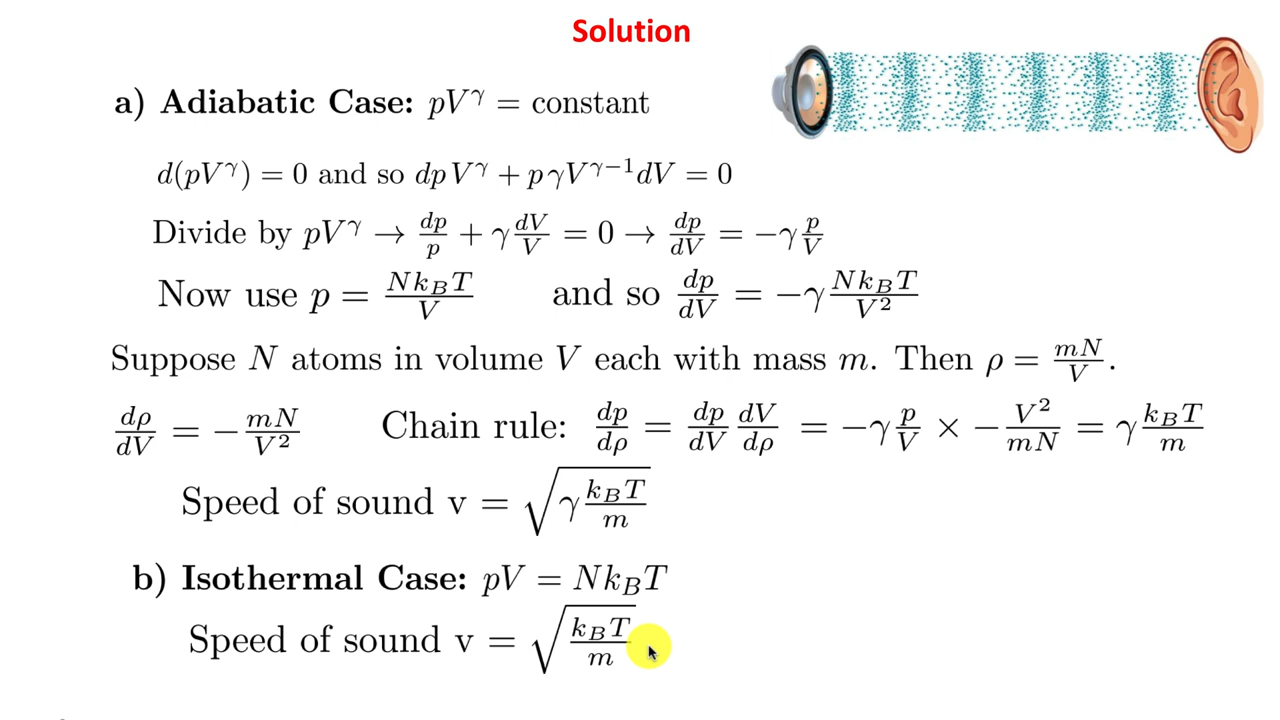 Solution
a) Adiabatic Case: pV^γ = constant
d(pV^γ) = 0 and so dp V^γ + pγV^{γ−1}dV = 0
Divide by pV^γ → dp/p + γ dV/V = 0 → dp/dV = −γ p/V
Now use p = Nk_BT/V and so dp/dV = −γ Nk_BT/V²
Suppose N atoms in volume V each with mass m. Then ρ = mN/V.
dρ/dV = − mN/V² Chain rule: dp/dρ = dp/dV dV/dρ = −γ p/V × − V²/mN = γ k_BT/m
Speed of sound v = √(γ k_BT/m)
b) Isothermal Case: pV = Nk_BT
Speed of sound v = √(k_BT/m)